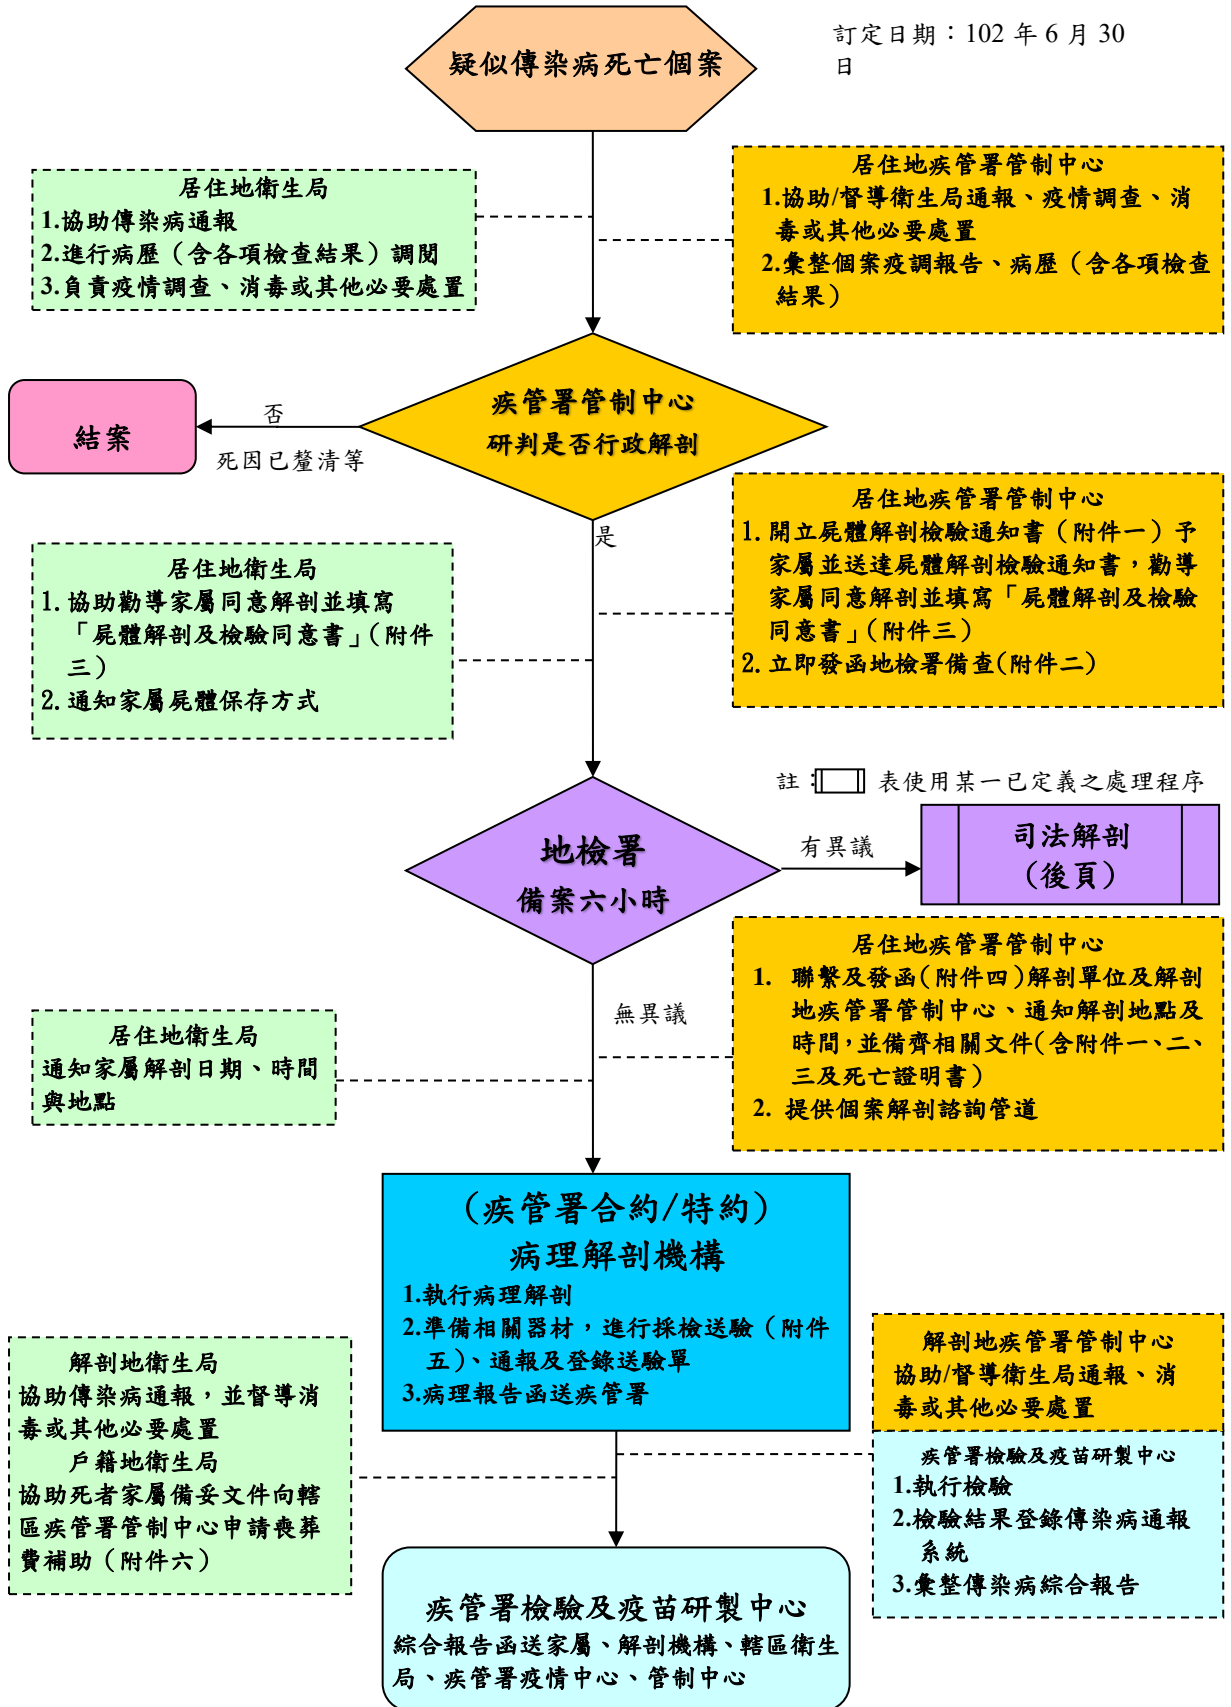 疑似傳染病死亡個案
訂定日期：102 年 6 月 30
日
居住地衛生局
1.協助傳染病通報
2.進行病歷（含各項檢查結果）調閱
3.負責疫情調查、消毒或其他必要處置
居住地疾管署管制中心
1.協助/督導衛生局通報、疫情調查、消
毒或其他必要處置
2.彙整個案疫調報告、病歷（含各項檢查
結果）
疾管署管制中心
研判是否行政解剖
否
死因已釐清等
結案
是
居住地衛生局
1. 協助勸導家屬同意解剖並填寫
「屍體解剖及檢驗同意書」（附件
三）
2. 通知家屬屍體保存方式
居住地疾管署管制中心
1. 開立屍體解剖檢驗通知書（附件一）予
家屬並送達屍體解剖檢驗通知書，勸導
家屬同意解剖並填寫「屍體解剖及檢驗
同意書」（附件三）
2. 立即發函地檢署備查(附件二）
註： 表使用某一已定義之處理程序
地檢署
備案六小時
有異議
司法解剖
（後頁）
無異議
居住地衛生局
通知家屬解剖日期、時間
與地點
居住地疾管署管制中心
1. 聯繫及發函（附件四）解剖單位及解剖
地疾管署管制中心、通知解剖地點及
時間，並備齊相關文件（含附件一、二、
三及死亡證明書）
2. 提供個案解剖諮詢管道
（疾管署合約/特約）
病理解剖機構
1.執行病理解剖
2.準備相關器材，進行採檢送驗（附件
五）、通報及登錄送驗單
3.病理報告函送疾管署
解剖地衛生局
協助傳染病通報，並督導消
毒或其他必要處置
戶籍地衛生局
協助死者家屬備妥文件向轄
區疾管署管制中心申請喪葬
費補助（附件六）
解剖地疾管署管制中心
協助/督導衛生局通報、消
毒或其他必要處置
疾管署檢驗及疫苗研製中心
1.執行檢驗
2.檢驗結果登錄傳染病通報
系統
3.彙整傳染病綜合報告
疾管署檢驗及疫苗研製中心
綜合報告函送家屬、解剖機構、轄區衛生
局、疾管署疫情中心、管制中心